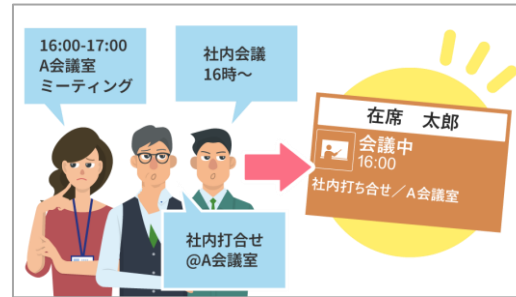 16:00-17:00
A会議室
ミーティング
社内会議
16時～
社内打合せ
@A会議室
在席　太郎
会議中
16:00
社内打ち合せ／A会議室